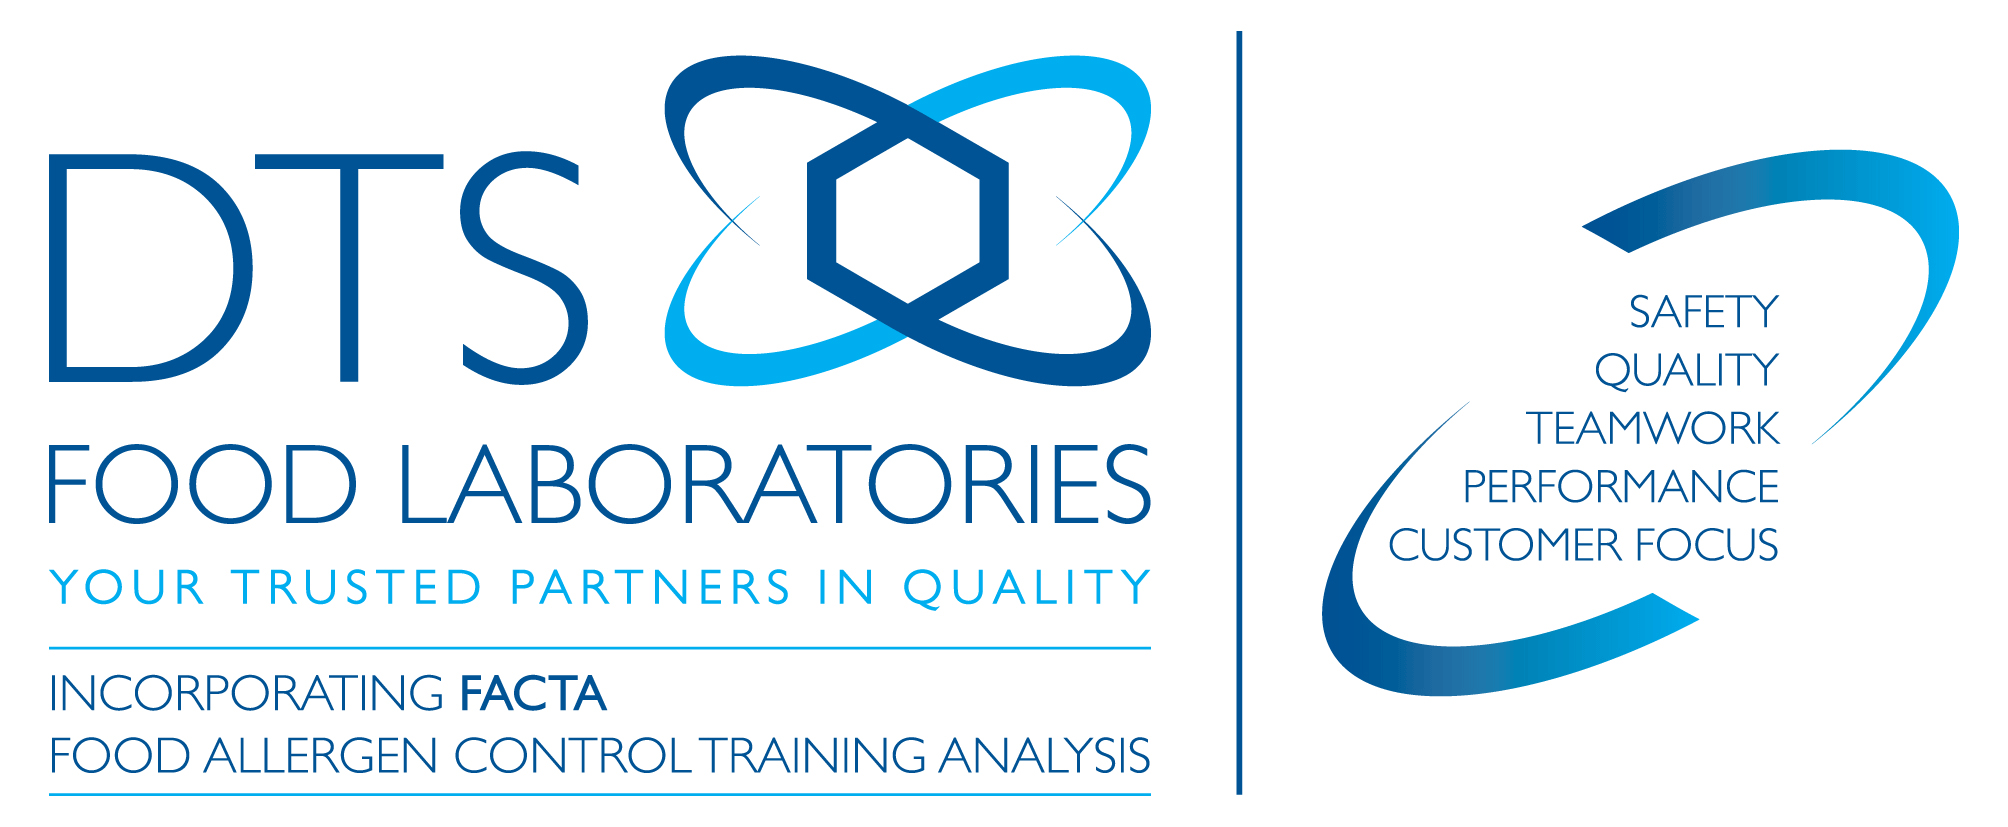 DTS
FOOD LABORATORIES
YOUR TRUSTED PARTNERS IN QUALITY
INCORPORATING FACTA
FOOD ALLERGEN CONTROL TRAINING ANALYSIS
SAFETY
QUALITY
TEAMWORK
PERFORMANCE
CUSTOMER FOCUS